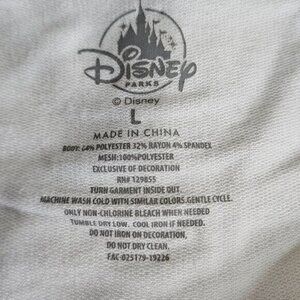 Disney
PARKS
© Disney
L
MADE IN CHINA
BODY: 64% POLYESTER 32% RAYON 4% SPANDEX
MESH:100%POLYESTER
EXCLUSIVE OF DECORATION
RN# 129855
TURN GARMENT INSIDE OUT.
MACHINE WASH COLD WITH SIMILAR COLORS.GENTLE CYCLE.
ONLY NON-CHLORINE BLEACH WHEN NEEDED
TUMBLE DRY LOW. COOL IRON IF NEEDED.
DO NOT IRON ON DECORATION,
DO NOT DRY CLEAN.
FAC-025179-19226